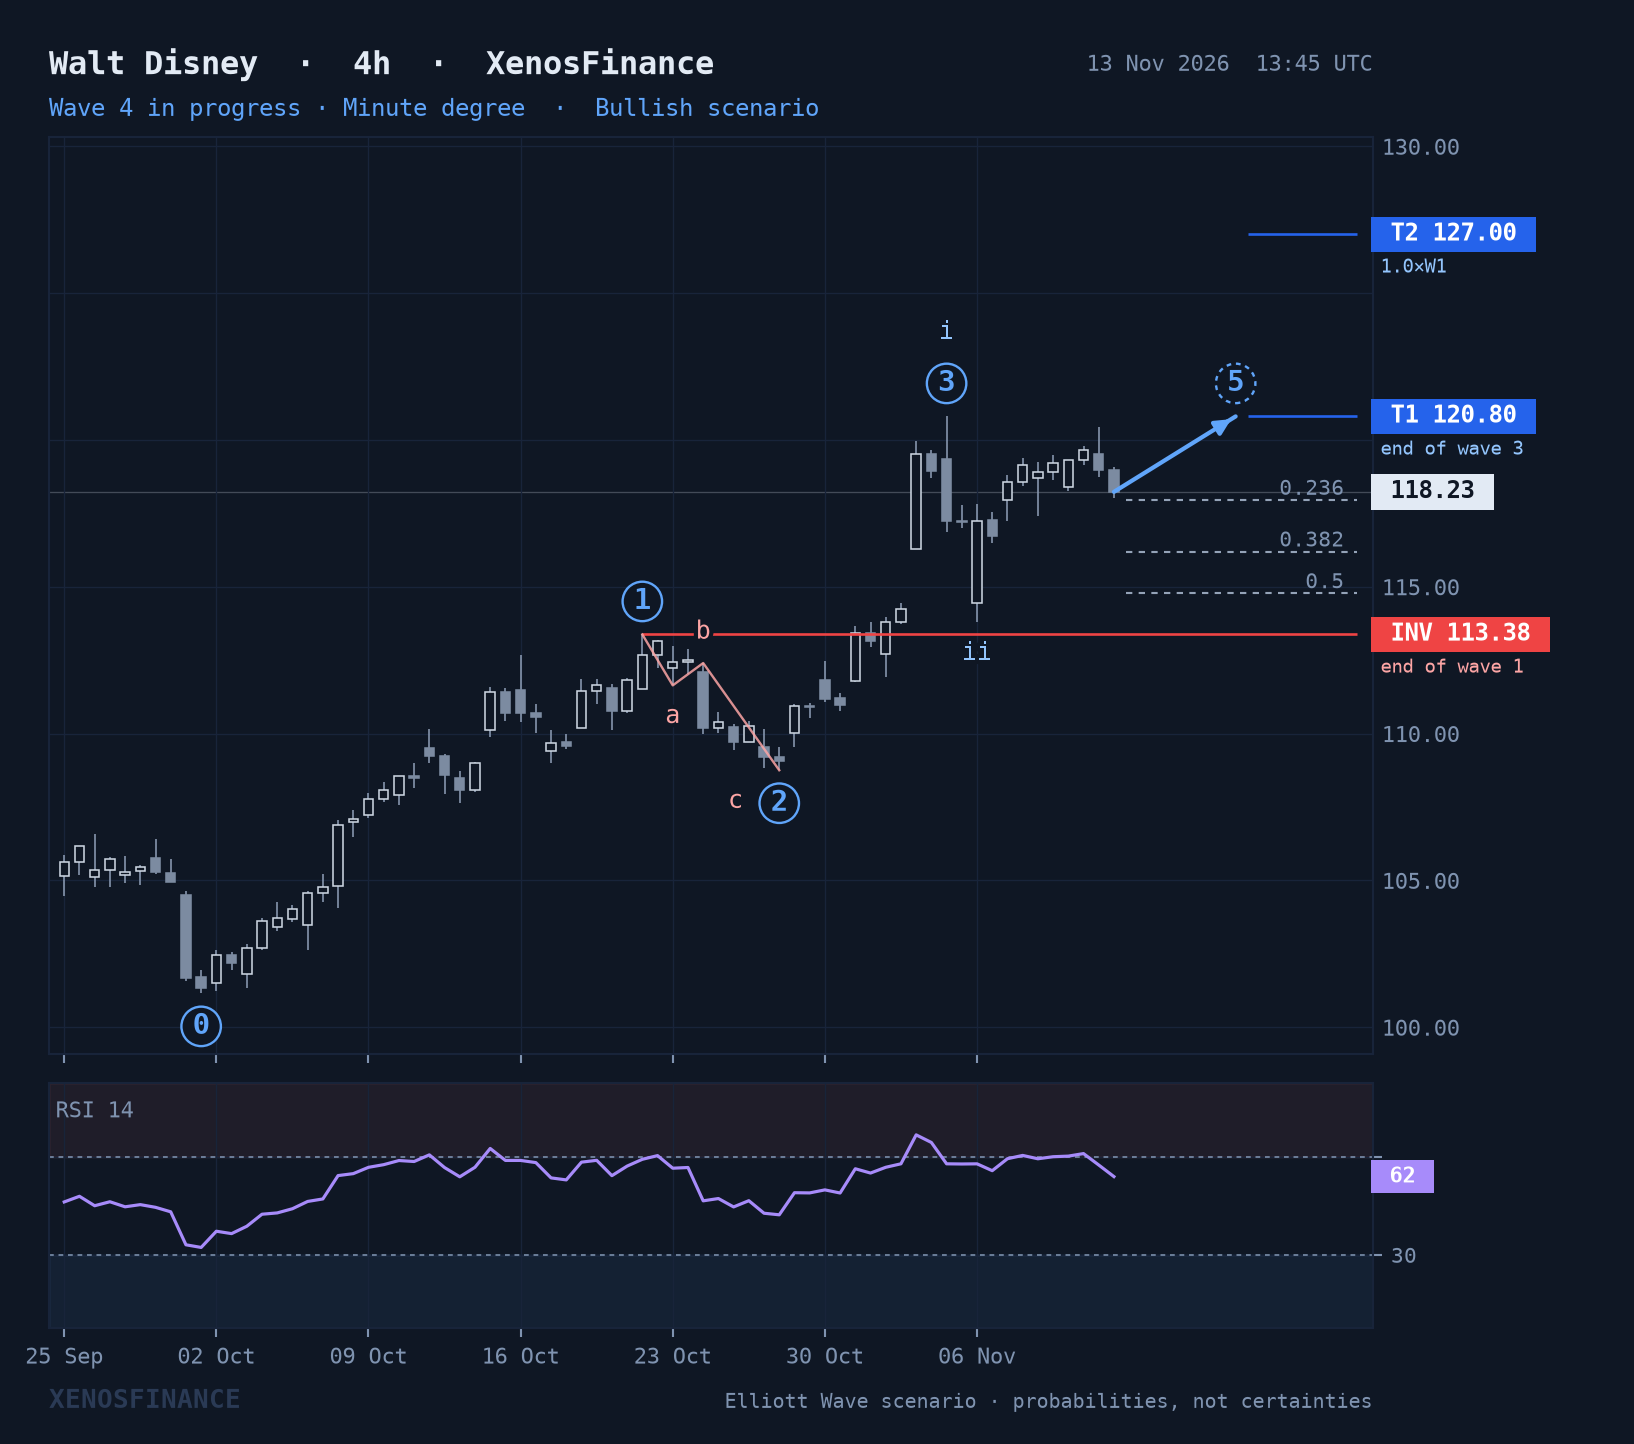 Walt Disney · 4h · XenosFinance
13 Nov 2026 13:45 UTC
Wave 4 in progress · Minute degree · Bullish scenario
130.00
T2 127.00
1.0×W1
i
3
5
T1 120.80
end of wave 3
0.236
118.23
0.382
0.5
115.00
1
b
INV 113.38
ii
end of wave 1
a
110.00
c
2
105.00
0
100.00
RSI 14
62
30
25 Sep
02 Oct
09 Oct
16 Oct
23 Oct
30 Oct
06 Nov
XENOSFINANCE
Elliott Wave scenario · probabilities, not certainties